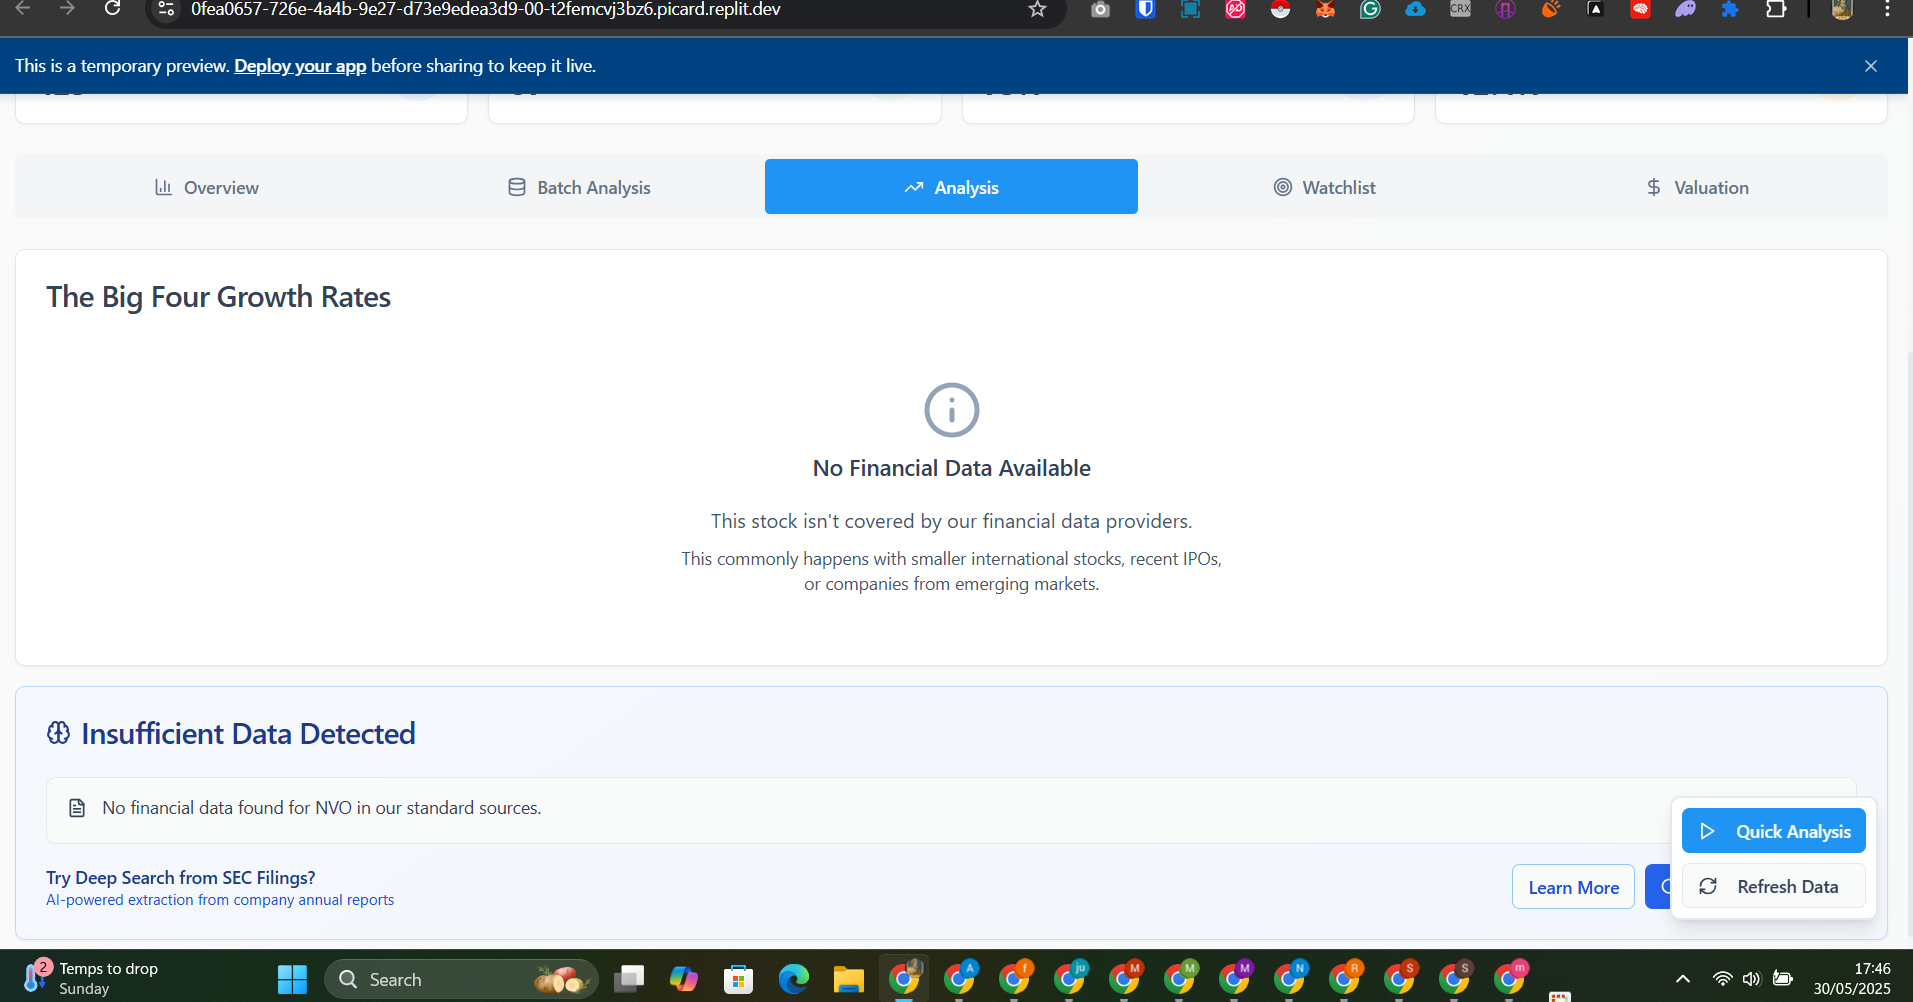 0fea0657-726e-4a4b-9e27-d73e9edea3d9-00-t2femcvj3bz6.picard.replit.dev
CRX
This is a temporary preview. Deploy your app before sharing to keep it live.
Overview
Batch Analysis
Analysis
Watchlist
Valuation
The Big Four Growth Rates
No Financial Data Available
This stock isn't covered by our financial data providers.
This commonly happens with smaller international stocks, recent IPOs,
or companies from emerging markets.
Insufficient Data Detected
No financial data found for NVO in our standard sources.
Quick Analysis
Try Deep Search from SEC Filings?
AI-powered extraction from company annual reports
Learn More
Refresh Data
2
Temps to drop
Sunday
Search
A
f
ju
M
M
M
N
R
S
S
m
17:46
30/05/2025